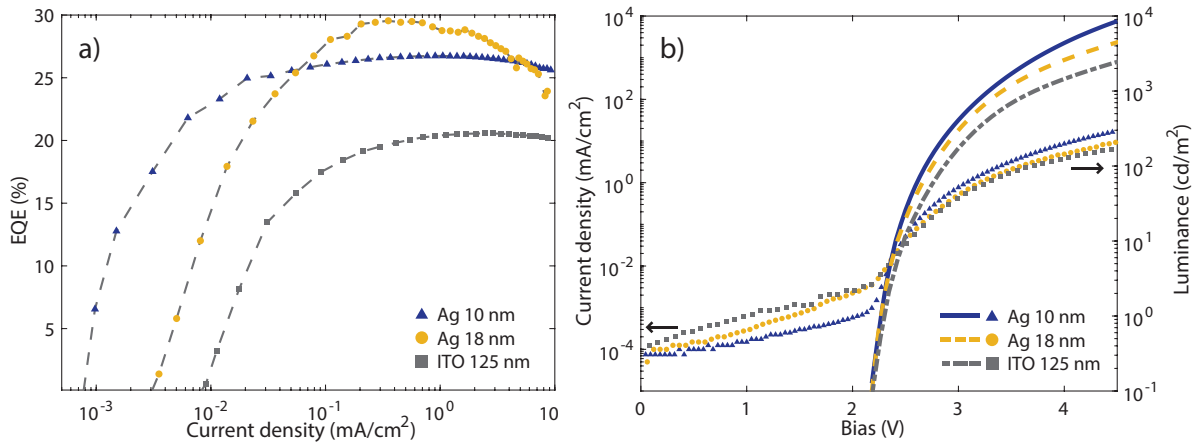 a)
30
25
20
15
10
5
EQE (%)
10⁻³
10⁻²
10⁻¹
10⁰
10
Current density (mA/cm²)
Ag 10 nm
Ag 18 nm
ITO 125 nm
b)
10⁴
10²
10⁰
10⁻²
10⁻⁴
Current density (mA/cm²)
0
1
2
3
4
Bias (V)
10⁴
10³
10²
10¹
10⁰
10⁻¹
Luminance (cd/m²)
Ag 10 nm
Ag 18 nm
ITO 125 nm